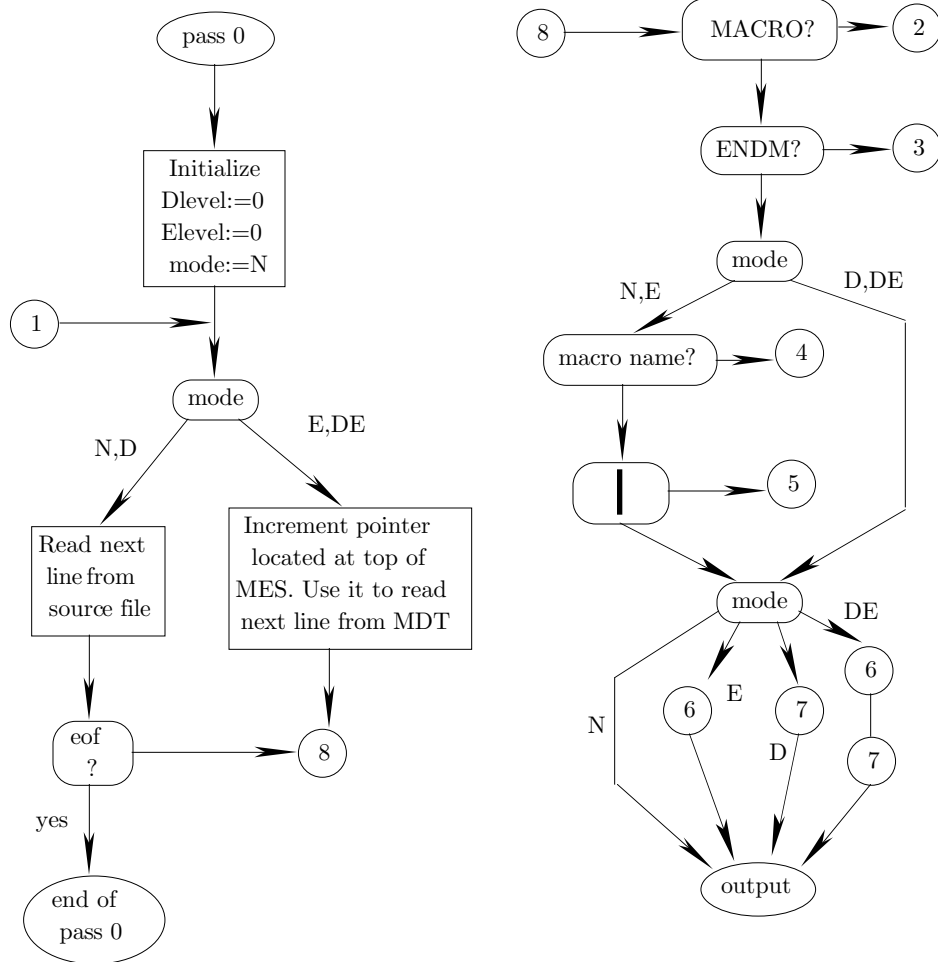 pass 0
Initialize
Dlevel:=0
Elevel:=0
mode:=N
1
mode
N,D
E,DE
Read next
line from
source file
Increment pointer
located at top of
MES. Use it to read
next line from MDT
eof
?
8
yes
end of
pass 0
8
MACRO?
2
ENDM?
3
mode
N,E
D,DE
macro name?
4
5
mode
DE
6
E
6
7
N
D
7
output